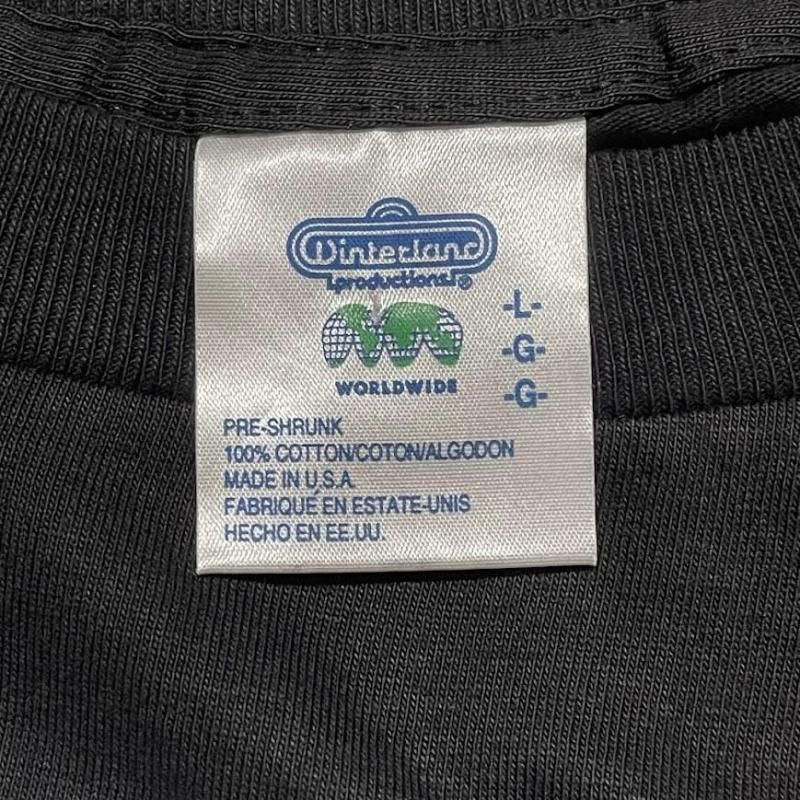 Winterland
productions®
WORLDWIDE
-L-
-G-
-G-
PRE-SHRUNK
100% COTTON/COTON/ALGODON
MADE IN U.S.A.
FABRIQUÉ EN ESTATE-UNIS
HECHO EN EE.UU.